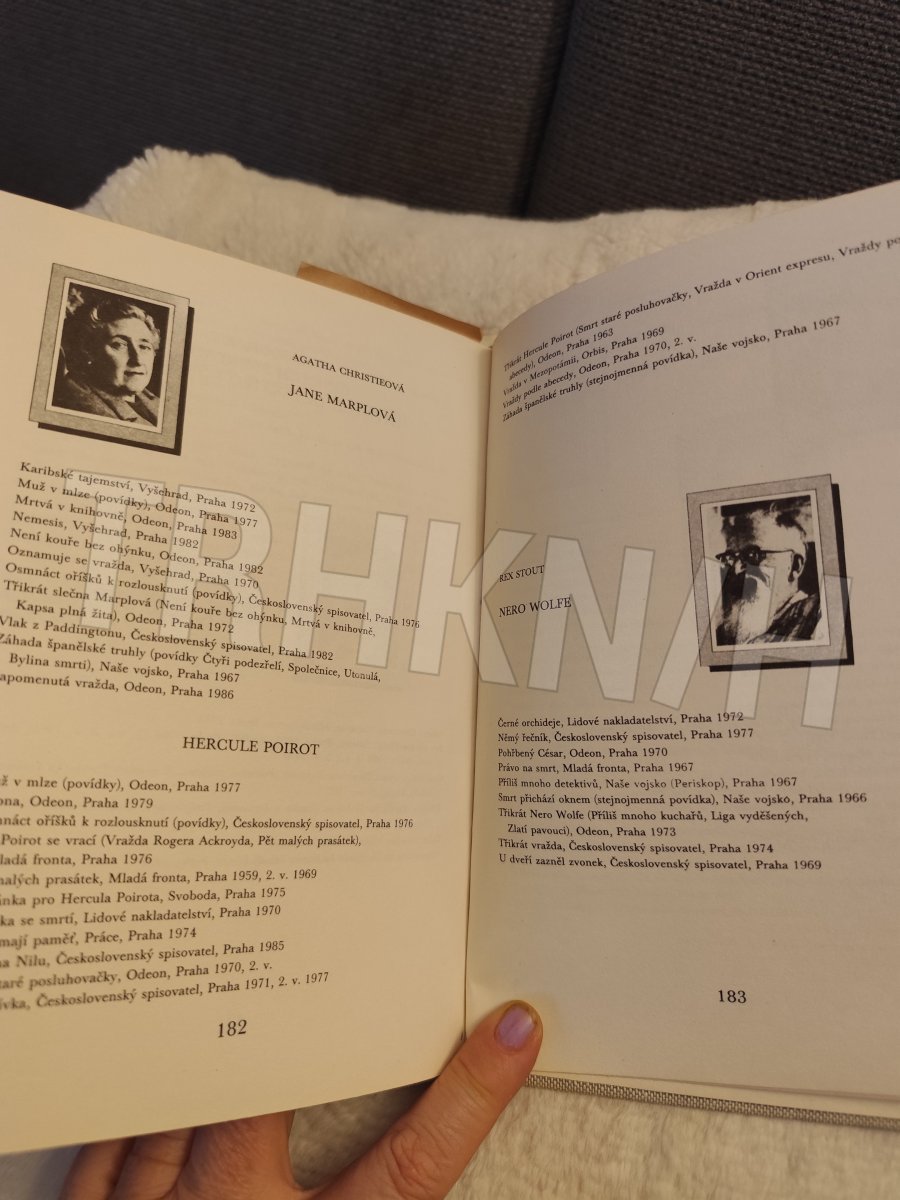 AGATHA CHRISTIEOVÁ
JANE MARPLOVÁ
Karibské tajemství, Vyšehrad, Praha 1972
Muž v mlze (povídky), Odeon, Praha 1977
Mrtvá v knihovně, Odeon, Praha 1983
Nemesis, Vyšehrad, Praha 1982
Není kouře bez ohýnku, Odeon, Praha 1982
Oznamuje se vražda, Vyšehrad, Praha 1970
Osmnáct oříšků k rozlousknutí (povídky), Československý spisovatel, Praha 1976
Třikrát slečna Marplová (Není kouře bez ohýnku, Mrtvá v knihovně,
Kapsa plná žita), Odeon, Praha 1972
Vlak z Paddingtonu, Československý spisovatel, Praha 1982
Záhada španělské truhly (povídky Čtyři podezřelí, Společnice, Utonulá,
Bylina smrti), Naše vojsko, Praha 1967
apomenutá vražda, Odeon, Praha 1986
HERCULE POIROT
ž v mlze (povídky), Odeon, Praha 1977
ona, Odeon, Praha 1979
mnáct oříšků k rozlousknutí (povídky), Československý spisovatel, Praha 1976
Poirot se vrací (Vražda Rogera Ackroyda, Pět malých prasátek),
ladá fronta, Praha 1976
malých prasátek, Mladá fronta, Praha 1959, 2. v. 1969
ánka pro Hercula Poirota, Svoboda, Praha 1975
ka se smrtí, Lidové nakladatelství, Praha 1970
mají paměť, Práce, Praha 1974
na Nilu, Československý spisovatel, Praha 1985
taré posluhovačky, Odeon, Praha 1970, 2. v.
ívka, Československý spisovatel, Praha 1971, 2. v. 1977
182
Třikrát Hercule Poirot (Smrt staré posluhovačky, Vražda v Orient expresu, Vraždy po
abecedy), Odeon, Praha 1963
Vražda v Mezopotámii, Orbis, Praha 1969
Vraždy podle abecedy, Odeon, Praha 1970, 2. v.
Záhada španělské truhly (stejnojmenná povídka), Naše vojsko, Praha 1967
REX STOUT
NERO WOLFE
Černé orchideje, Lidové nakladatelství, Praha 1972
Němý řečník, Československý spisovatel, Praha 1977
Pohřbený César, Odeon, Praha 1970
Právo na smrt, Mladá fronta, Praha 1967
Příliš mnoho detektivů, Naše vojsko (Periskop), Praha 1967
Smrt přichází oknem (stejnojmenná povídka), Naše vojsko, Praha 1966
Třikrát Nero Wolfe (Příliš mnoho kuchařů, Liga vyděšených,
Zlatí pavouci), Odeon, Praha 1973
Třikrát vražda, Československý spisovatel, Praha 1974
U dveří zazněl zvonek, Československý spisovatel, Praha 1969
183
TRHKNIH